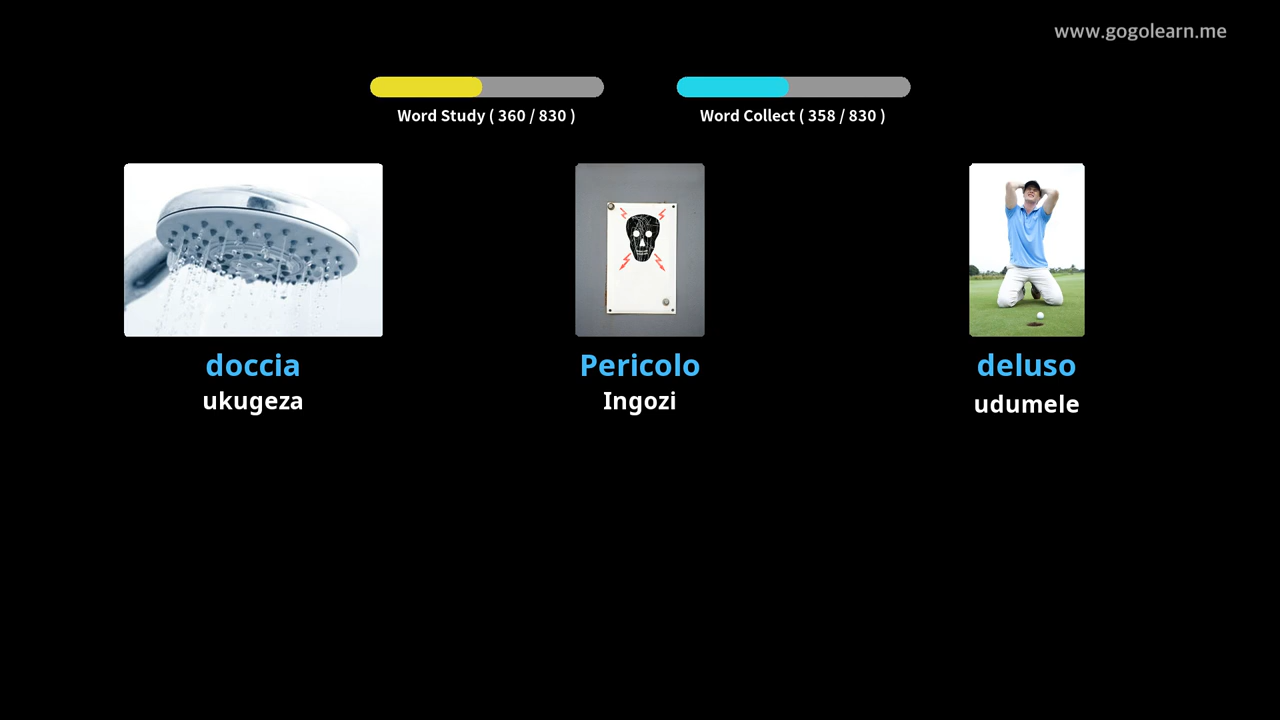 www.gogolearn.me
Word Study ( 360 / 830 )
Word Collect ( 358 / 830 )
doccia
ukugeza
Pericolo
Ingozi
deluso
udumele